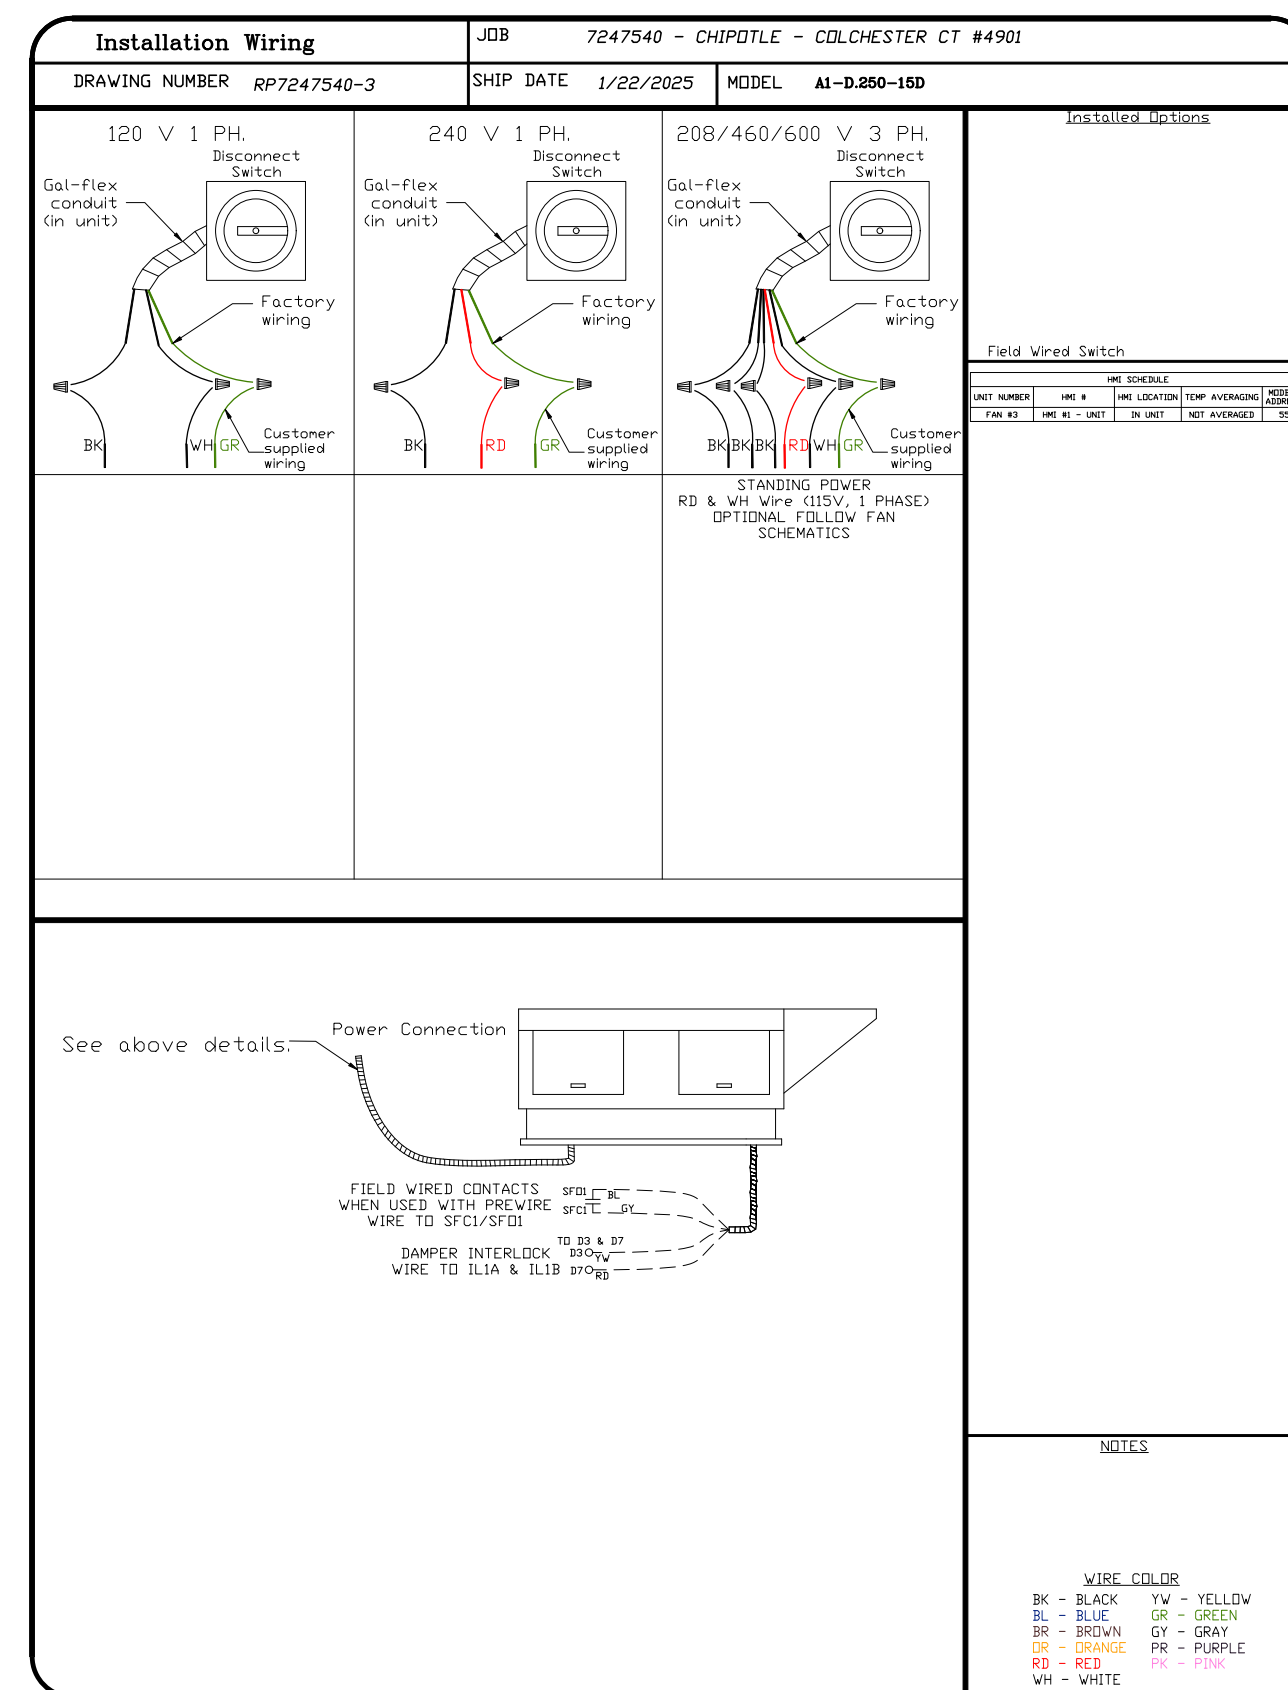 Installation Wiring
JOB 7247540 - CHIPOTLE - COLCHESTER CT #4901
DRAWING NUMBER RP7247540-3
SHIP DATE 1/22/2025
MODEL A1-D.250-15D
120 V 1 PH.
Disconnect
Switch
Gal-flex
conduit
(in unit)
Factory
wiring
BK WH GR
Customer
supplied
wiring
240 V 1 PH.
Disconnect
Switch
Gal-flex
conduit
(in unit)
Factory
wiring
BK RD GR
Customer
supplied
wiring
208/460/600 V 3 PH.
Disconnect
Switch
Gal-flex
conduit
(in unit)
Factory
wiring
BK BK BK RD WH GR
Customer
supplied
wiring
STANDING POWER
RD & WH Wire (115V, 1 PHASE)
OPTIONAL FOLLOW FAN
SCHEMATICS
Installed Options
Field Wired Switch
HMI SCHEDULE
UNIT NUMBER HMI # HMI LOCATION TEMP AVERAGING
FAN #3 HMI #1 - UNIT IN UNIT NOT AVERAGED 55
Power Connection
See above details.
FIELD WIRED CONTACTS
WHEN USED WITH PREWIRE
WIRE TO SFC1/SFO1
SFO1 BL
SFC1 GY
TO D3 & D7
DAMPER INTERLOCK
WIRE TO IL1A & IL1B
D3 YW
D7 RD
NOTES
WIRE COLOR
BK - BLACK YW - YELLOW
BL - BLUE GR - GREEN
BR - BROWN GY - GRAY
OR - ORANGE PR - PURPLE
RD - RED PK - PINK
WH - WHITE